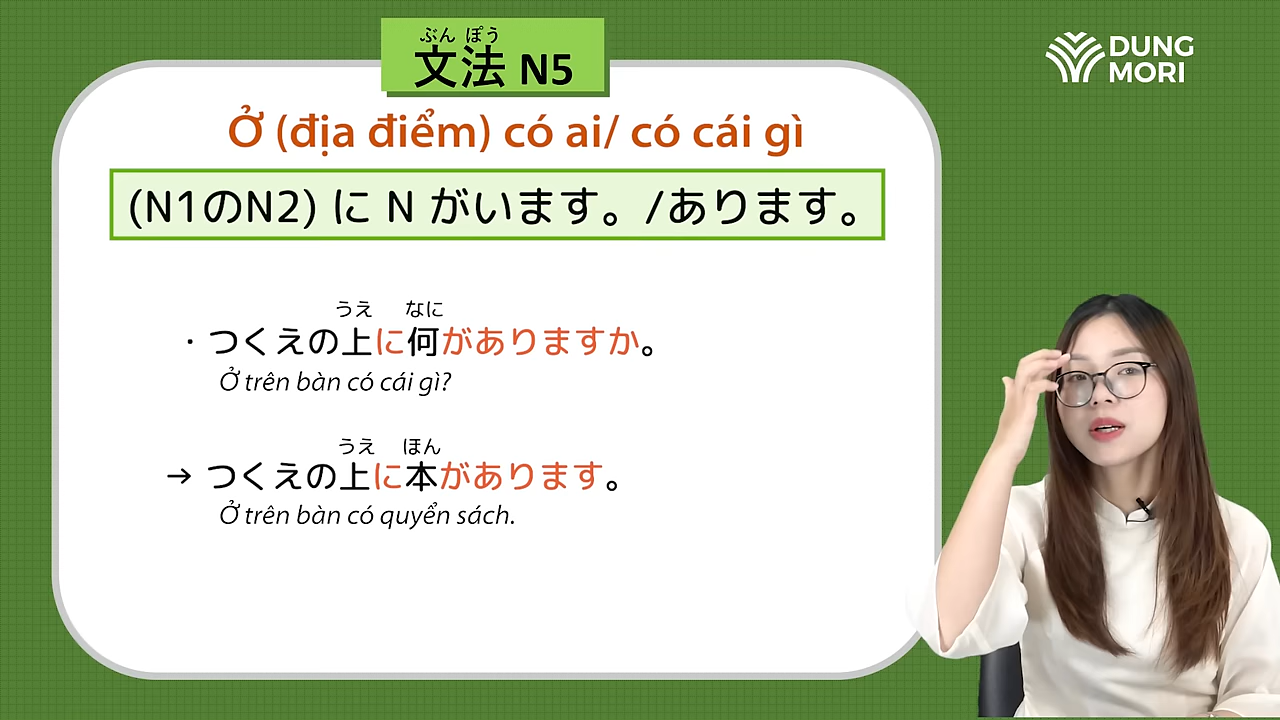 ぶん ぽう
文法 N5
DUNG
MORI
Ở (địa điểm) có ai/ có cái gì
(N1のN2) に N がいます。/あります。
うえ なに
・つくえの上に何がありますか。
Ở trên bàn có cái gì?
うえ ほん
→ つくえの上に本があります。
Ở trên bàn có quyển sách.